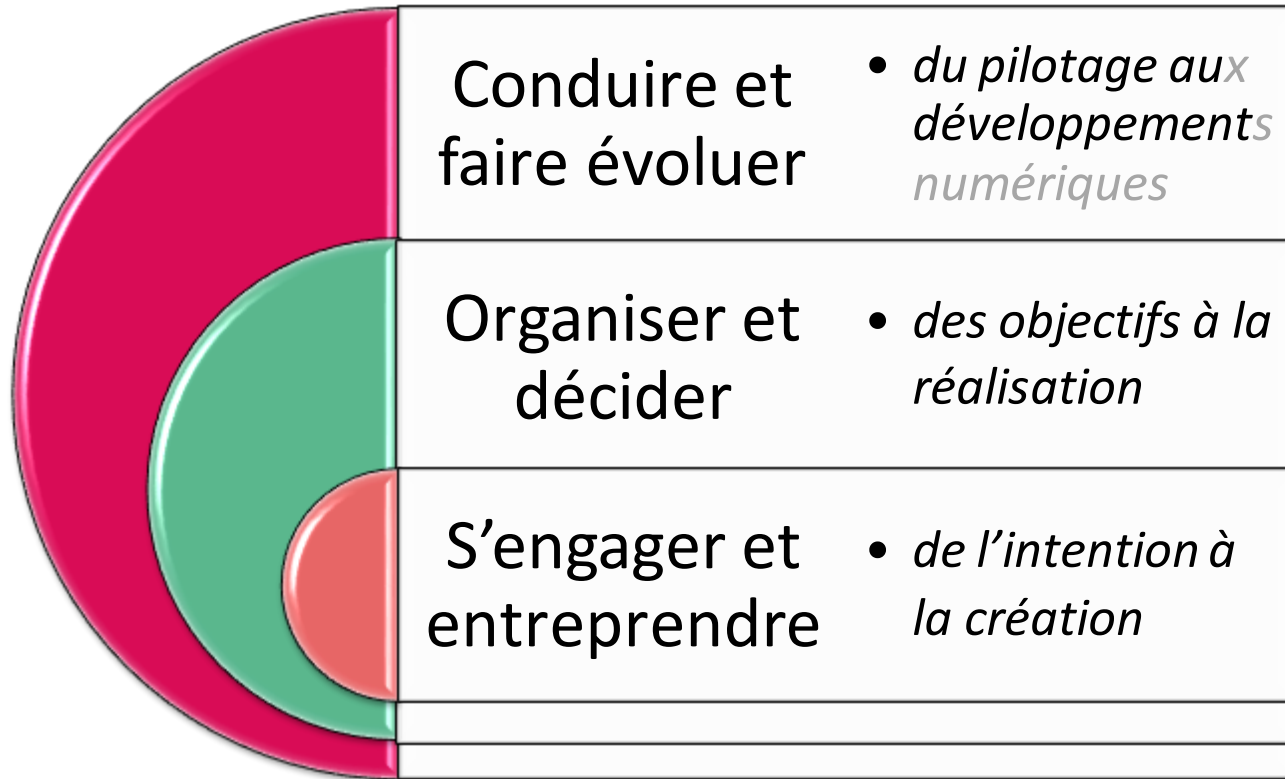 Conduire et
faire évoluer
• du pilotage aux
développements
numériques
Organiser et
décider
• des objectifs à la
réalisation
S’engager et
entreprendre
• de l’intention à
la création